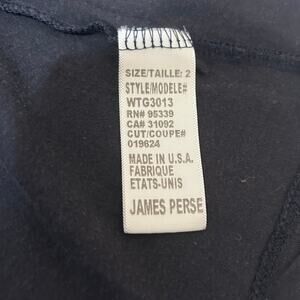 SIZE/TAILLE: 2
STYLE/MODELE#
WTG3013
RN# 95339
CA# 31092
CUT/COUPE#
019624
MADE IN U.S.A.
FABRIQUE
ETATS-UNIS
JAMES PERSE